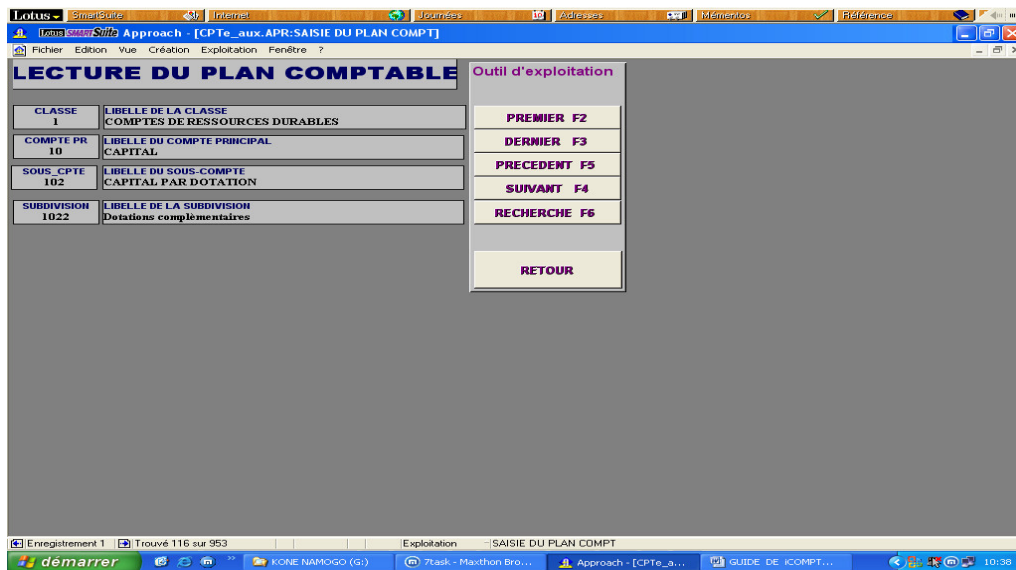 Lotus SmartSuite Internet Journées Adresses Mémentos Référence
Lotus SMARTSuite Approach - [CPTe_aux.APR:SAISIE DU PLAN COMPT]
Fichier Edition Vue Création Exploitation Fenêtre ?
LECTURE DU PLAN COMPTABLE
Outil d'exploitation
CLASSE LIBELLE DE LA CLASSE
1 COMPTES DE RESSOURCES DURABLES
COMPTE PR LIBELLE DU COMPTE PRINCIPAL
10 CAPITAL
SOUS_CPTE LIBELLE DU SOUS-COMPTE
102 CAPITAL PAR DOTATION
SUBDIVISION LIBELLE DE LA SUBDIVISION
1022 Dotations complèmentaires
PREMIER F2
DERNIER F3
PRECEDENT F5
SUIVANT F4
RECHERCHE F6
RETOUR
Enregistrement 1 Trouvé 116 sur 953 Exploitation SAISIE DU PLAN COMPT
démarrer KONE NAMOGO (G:) 7task - Maxthon Bro... Approach - [CPTe_a... GUIDE DE iCOMPT... 10:38